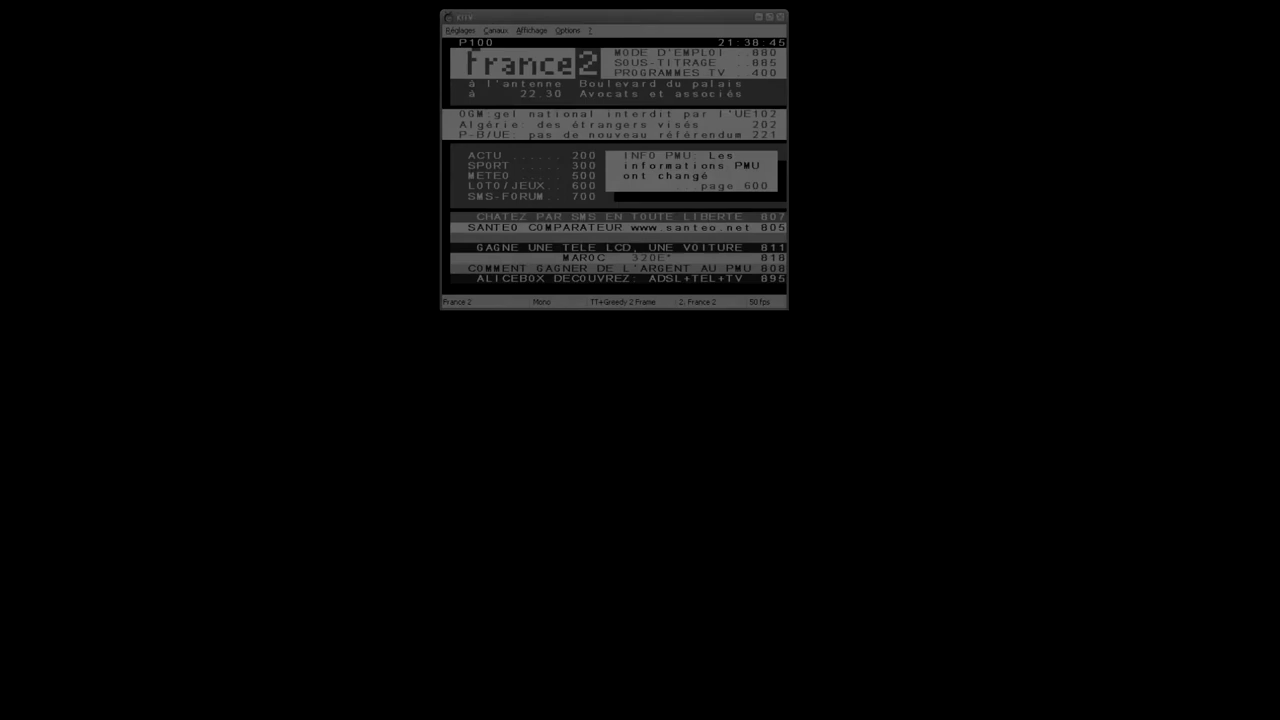 Réglages Canaux Affichage Options ?
P100 21:38:45
france2
MODE D'EMPLOI .. 880
SOUS-TITRAGE ..885
PROGRAMMES TV . 400
à l'antenne Boulevard du palais
à 22.30 Avocats et associés
OGM:gel national interdit par l'UE102
Algérie: des étrangers visés 202
P-B/UE: pas de nouveau référendum 221
ACTU ...... 200
SPORT ..... 300
METEO ..... 500
LOTO/JEUX.. 600
SMS-FORUM.. 700
INFO PMU: Les
informations PMU
ont changé
...page 600
CHATEZ PAR SMS EN TOUTE LIBERTE 807
SANTEO COMPARATEUR www.santeo.net 805
GAGNE UNE TELE LCD, UNE VOITURE 811
MAROC 320E* 818
COMMENT GAGNER DE L'ARGENT AU PMU 608
ALICEBOX DECOUVREZ: ADSL+TEL+TV 895
France 2 Mono TT+Greedy 2 Frame : 2. France 2 50 fps